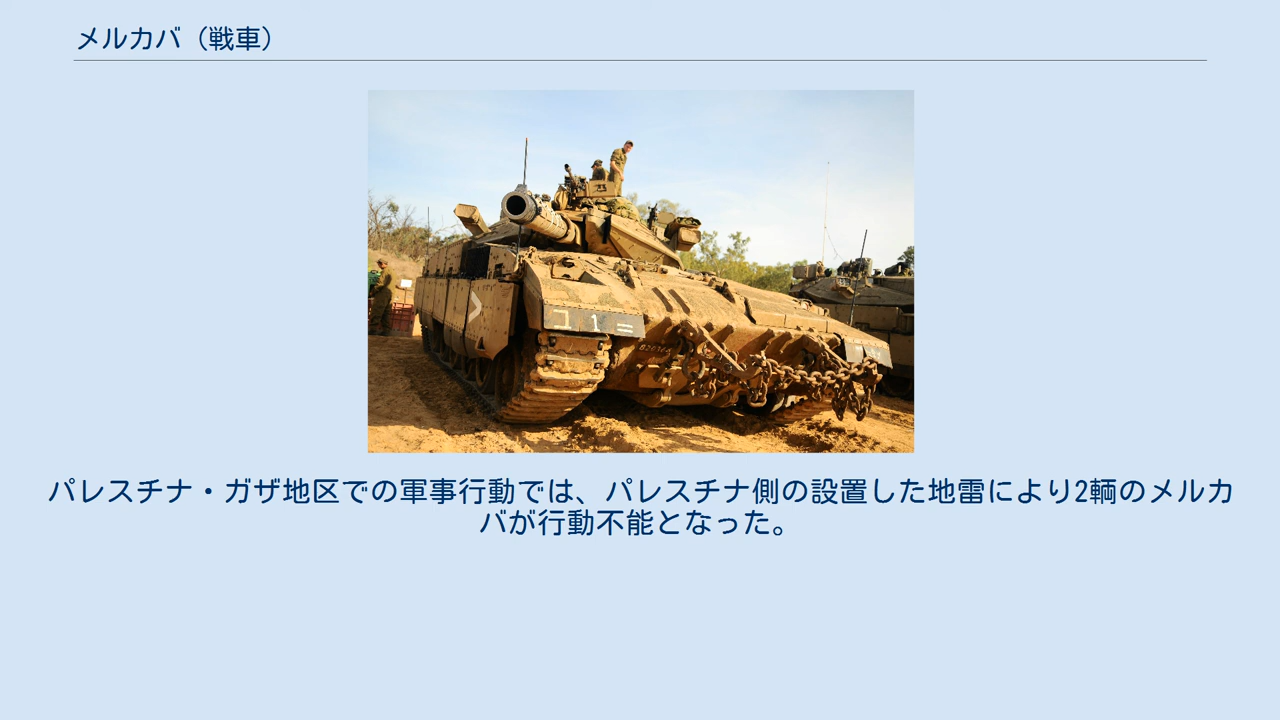 メルカバ（戦車）
パレスチナ・ガザ地区での軍事行動では、パレスチナ側の設置した地雷により2輌のメルカ
バが行動不能となった。